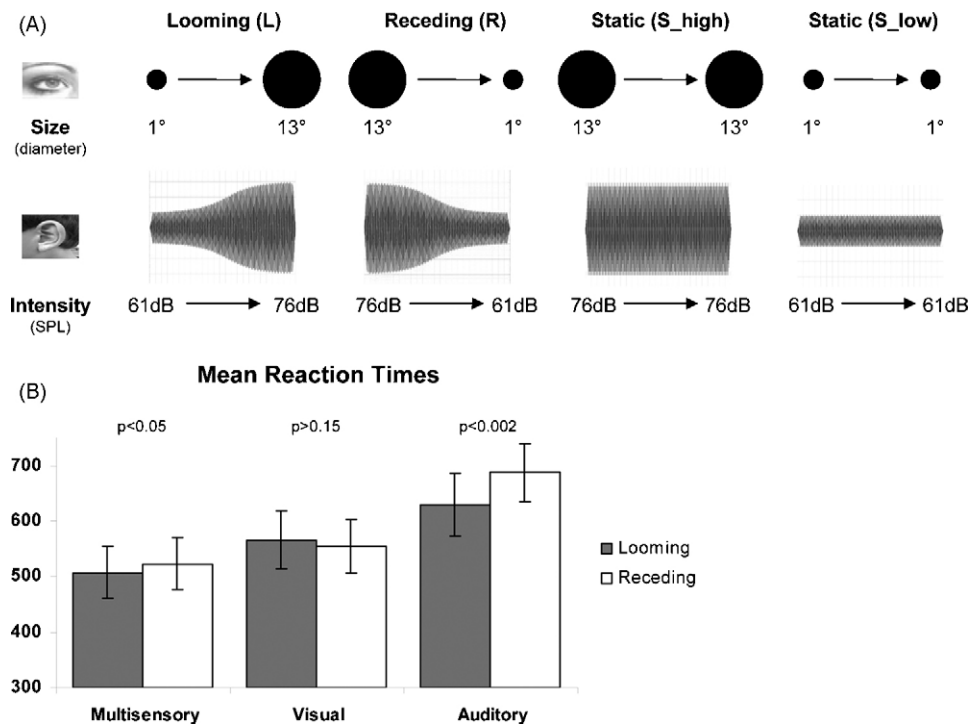 (A)
Looming (L) Receding (R) Static (S_high) Static (S_low)
Size 1° 13° 13° 1° 13° 13° 1° 1°
(diameter)
Intensity 61dB 76dB 76dB 61dB 76dB 76dB 61dB 61dB
(SPL)
(B)
Mean Reaction Times
p<0.05 p>0.15 p<0.002
700
600
500
400
300
Looming
Receding
Multisensory Visual Auditory